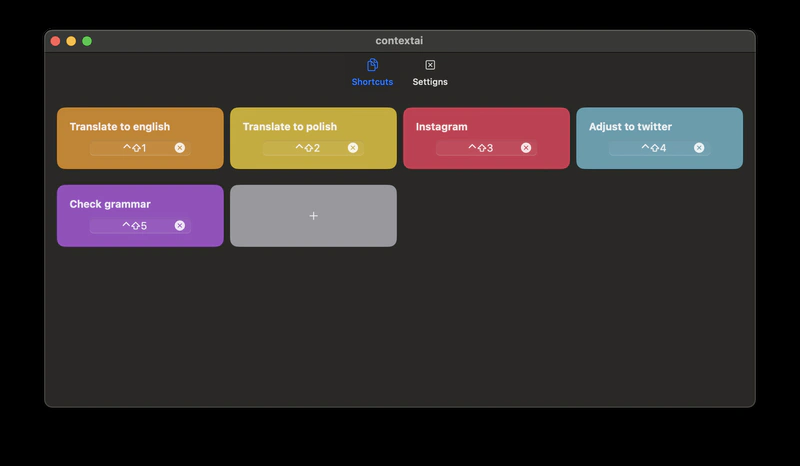 contextai
Shortcuts Settigns
Translate to english Translate to polish Instagram Adjust to twitter
^⇧1 ^⇧2 ^⇧3 ^⇧4
Check grammar
^⇧5 +